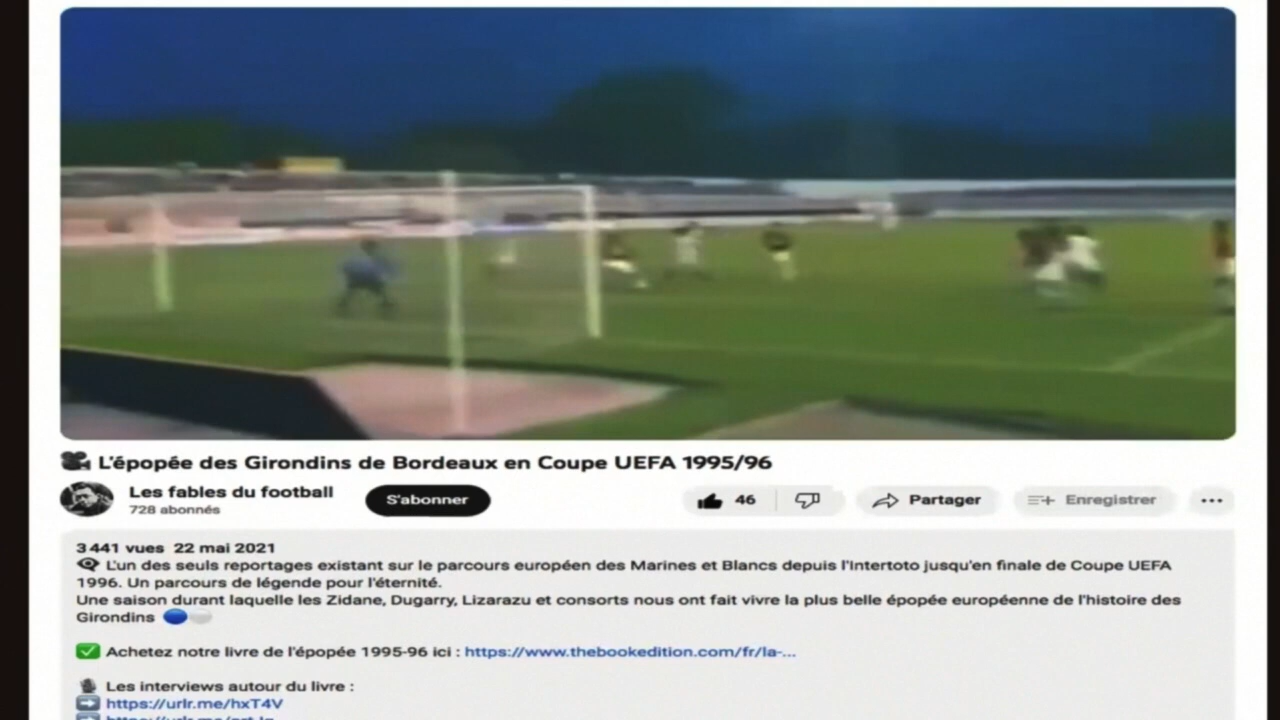 L'épopée des Girondins de Bordeaux en Coupe UEFA 1995/96
Les fables du football
728 abonnés
S'abonner
46
Partager
Enregistrer
3 441 vues 22 mai 2021
L'un des seuls reportages existant sur le parcours européen des Marines et Blancs depuis l'Intertoto jusqu'en finale de Coupe UEFA
1996. Un parcours de légende pour l'éternité.
Une saison durant laquelle les Zidane, Dugarry, Lizarazu et consorts nous ont fait vivre la plus belle épopée européenne de l'histoire des
Girondins
Achetez notre livre de l'épopée 1995-96 ici : https://www.thebookedition.com/fr/la-...
Les interviews autour du livre :
https://urlr.me/hxT4V